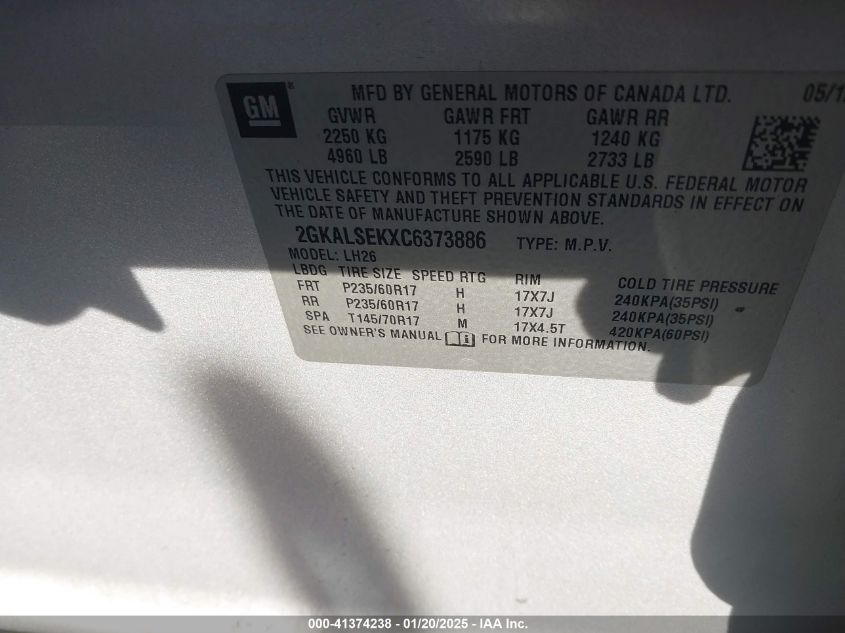 GM
MFD BY GENERAL MOTORS OF CANADA LTD. 05/12
GVWR GAWR FRT GAWR RR
2250 KG 1175 KG 1240 KG
4960 LB 2590 LB 2733 LB
THIS VEHICLE CONFORMS TO ALL APPLICABLE U.S. FEDERAL MOTOR
VEHICLE SAFETY AND THEFT PREVENTION STANDARDS IN EFFECT ON
THE DATE OF MANUFACTURE SHOWN ABOVE.
2GKALSEKXC6373886 TYPE: M.P.V.
MODEL: LH26
LBDG TIRE SIZE SPEED RTG RIM COLD TIRE PRESSURE
FRT P235/60R17 H 17X7J 240KPA(35PSI)
RR P235/60R17 H 17X7J 240KPA(35PSI)
SPA T145/70R17 M 17X4.5T 420KPA(60PSI)
SEE OWNER'S MANUAL FOR MORE INFORMATION.
000-41374238 - 01/20/2025 - IAA Inc.